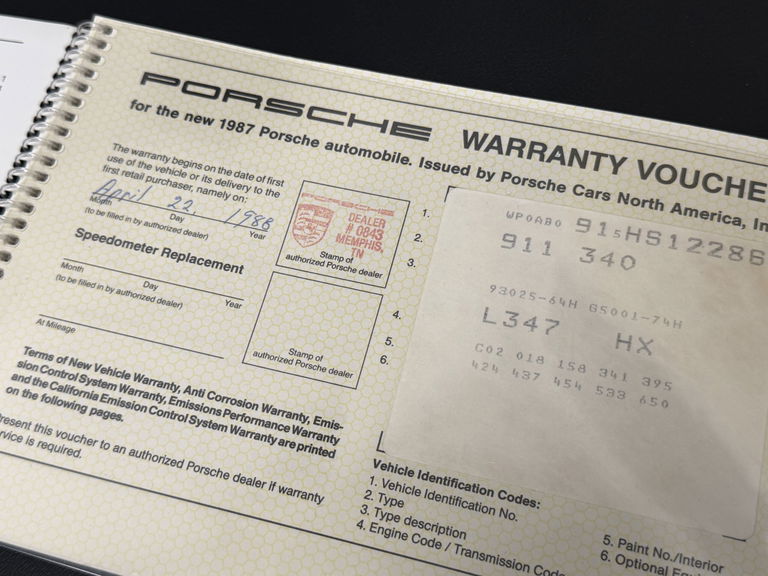 PORSCHE WARRANTY VOUCHE
for the new 1987 Porsche automobile. Issued by Porsche Cars North America, In
The warranty begins on the date of first
use of the vehicle or its delivery to the
first retail purchaser, namely on:
April 22, 1988
Month Day Year
(to be filled in by authorized dealer)
Speedometer Replacement
Month Day Year
(to be filled in by authorized dealer)
At Mileage
PORSCHE
DEALER
# 0843
MEMPHIS,
TN
Stamp of
authorized Porsche dealer
Stamp of
authorized Porsche dealer
1.
2.
3.
4.
5.
6.
WP0AB0 915HS12286
911 340
93025-64H G5001-74H
L347 HX
C02 018 158 341 395
424 437 454 533 650
Terms of New Vehicle Warranty, Anti Corrosion Warranty, Emis-
sion Control System Warranty, Emissions Performance Warranty
and the California Emission Control System Warranty are printed
on the following pages.
resent this voucher to an authorized Porsche dealer if warranty
rvice is required.
Vehicle Identification Codes:
1. Vehicle Identification No.
2. Type
3. Type description
4. Engine Code / Transmission Code
5. Paint No./Interior
6. Optional Equ